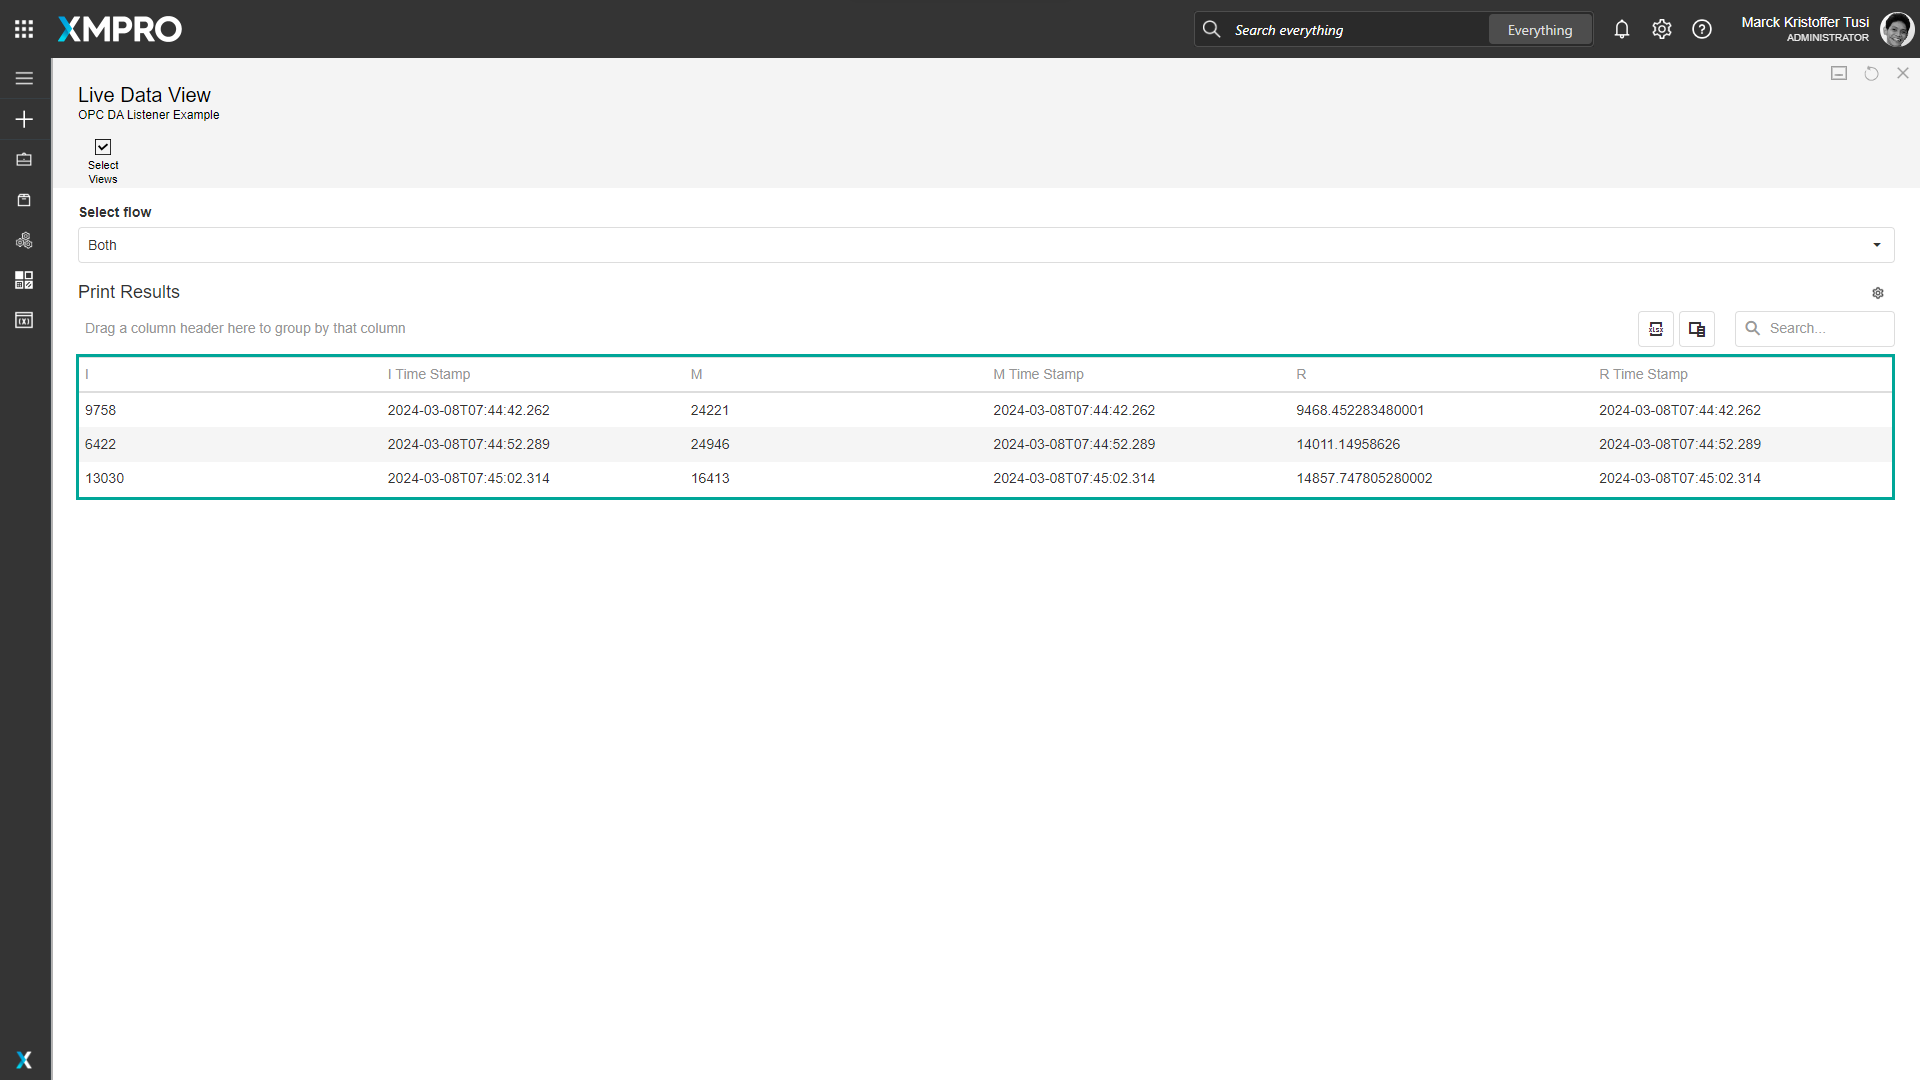 XMPRO
Search everything
Everything
Marck Kristoffer Tusi
ADMINISTRATOR
Live Data View
OPC DA Listener Example
Select
Views
Select flow
Both
Print Results
Drag a column header here to group by that column
xlsx
Search...
I I Time Stamp M M Time Stamp R R Time Stamp
9758 2024-03-08T07:44:42.262 24221 2024-03-08T07:44:42.262 9468.452283480001 2024-03-08T07:44:42.262
6422 2024-03-08T07:44:52.289 24946 2024-03-08T07:44:52.289 14011.14958626 2024-03-08T07:44:52.289
13030 2024-03-08T07:45:02.314 16413 2024-03-08T07:45:02.314 14857.747805280002 2024-03-08T07:45:02.314